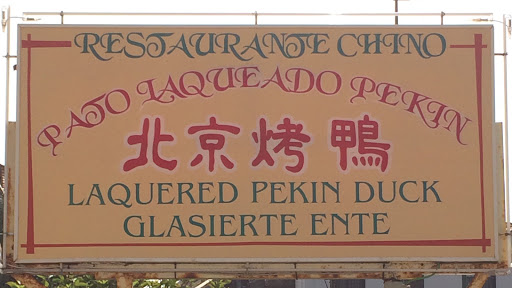 RESTAURANTE CHINO
PATO LAQUEADO PEKIN
北京烤鴨
LAQUERED PEKIN DUCK
GLASIERTE ENTE